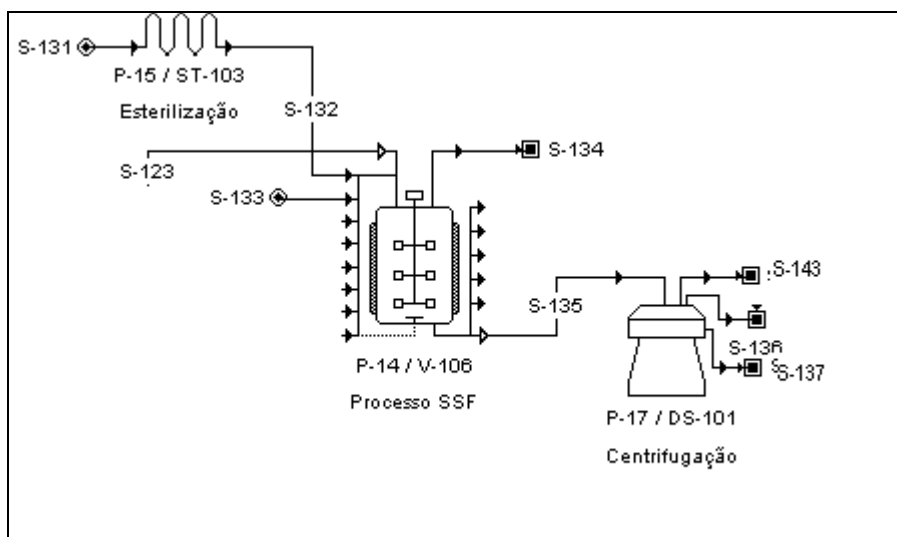 S-131
P-15 / ST-103
Esterilização
S-132
S-123
S-133
S-134
S-135
P-14 / V-106
Processo SSF
S-143
S-136
S-137
P-17 / DS-101
Centrifugação